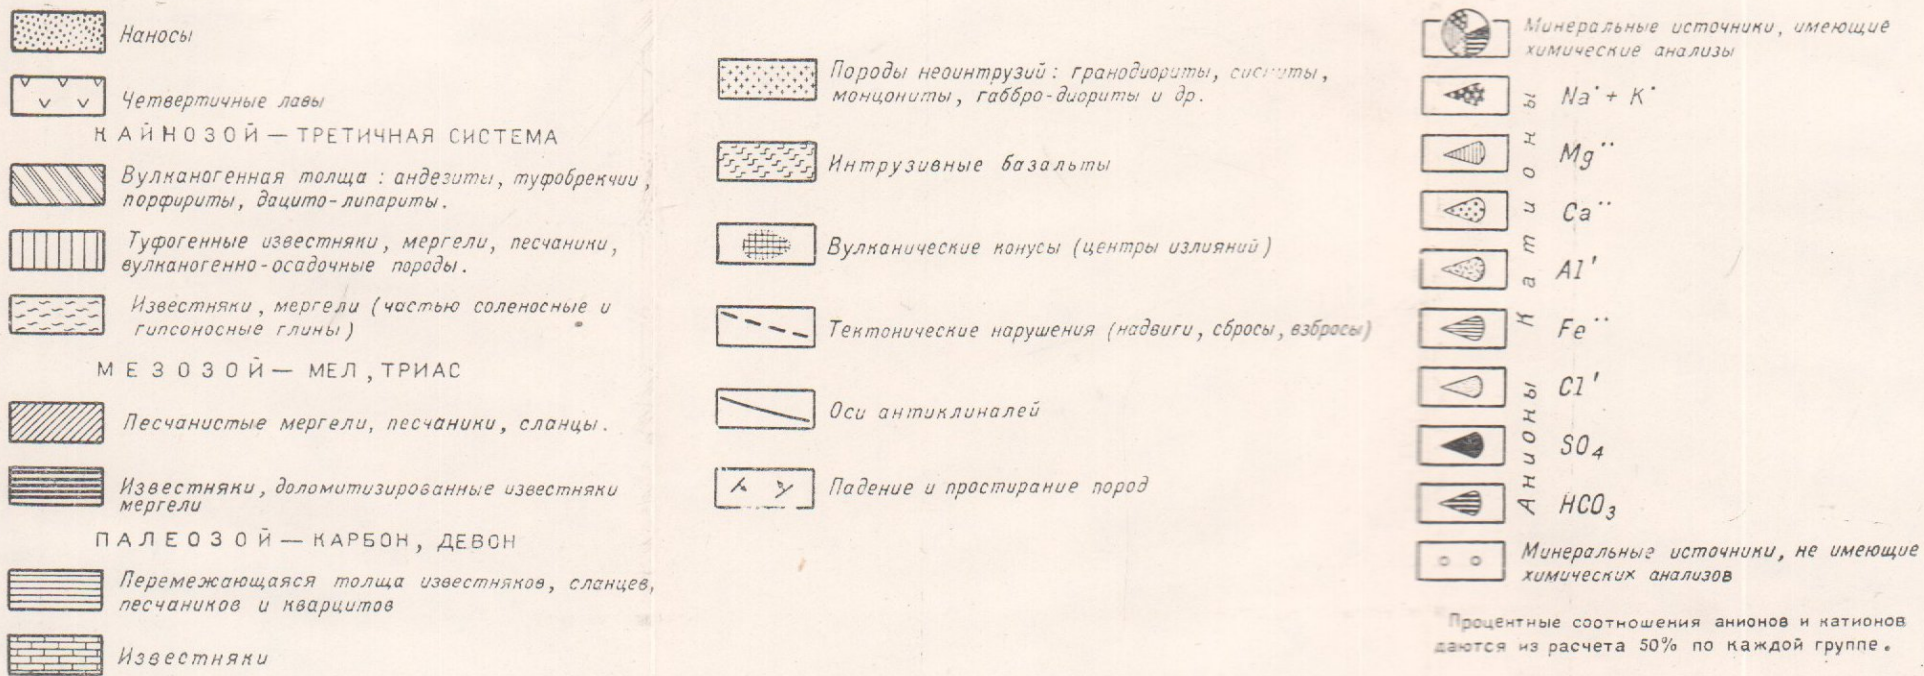 Наносы
Четвертичные лавы
КАЙНОЗОЙ — ТРЕТИЧНАЯ СИСТЕМА
Вулканогенная толща : андезиты, туфобрекчии,
порфириты, дацито-липариты.
Туфогенные известняки, мергели, песчаники,
вулканогенно-осадочные породы.
Известняки, мергели (частью соленосные и
гипсоносные глины)
МЕЗОЗОЙ — МЕЛ, ТРИАС
Песчанистые мергели, песчаники, сланцы.
Известняки, доломитизированные известняки
мергели
ПАЛЕОЗОЙ — КАРБОН, ДЕВОН
Перемежающаяся толща известняков, сланцев,
песчаников и кварцитов
Известняки
Породы неоинтрузий : гранодиориты, сиениты,
монцониты, габбро-диориты и др.
Интрузивные базальты
Вулканические конусы (центры излияний)
Тектонические нарушения (надвиги, сбросы, взбросы)
Оси антиклиналей
Падение и простирание пород
Минеральные источники, имеющие
химические анализы
Катионы
Na˙ + K˙
Mg˙˙
Ca˙˙
Al'
Fe˙˙
Анионы
Cl'
SO₄
HCO₃
Минеральные источники, не имеющие
химических анализов
Процентные соотношения анионов и катионов
даются из расчета 50% по каждой группе.